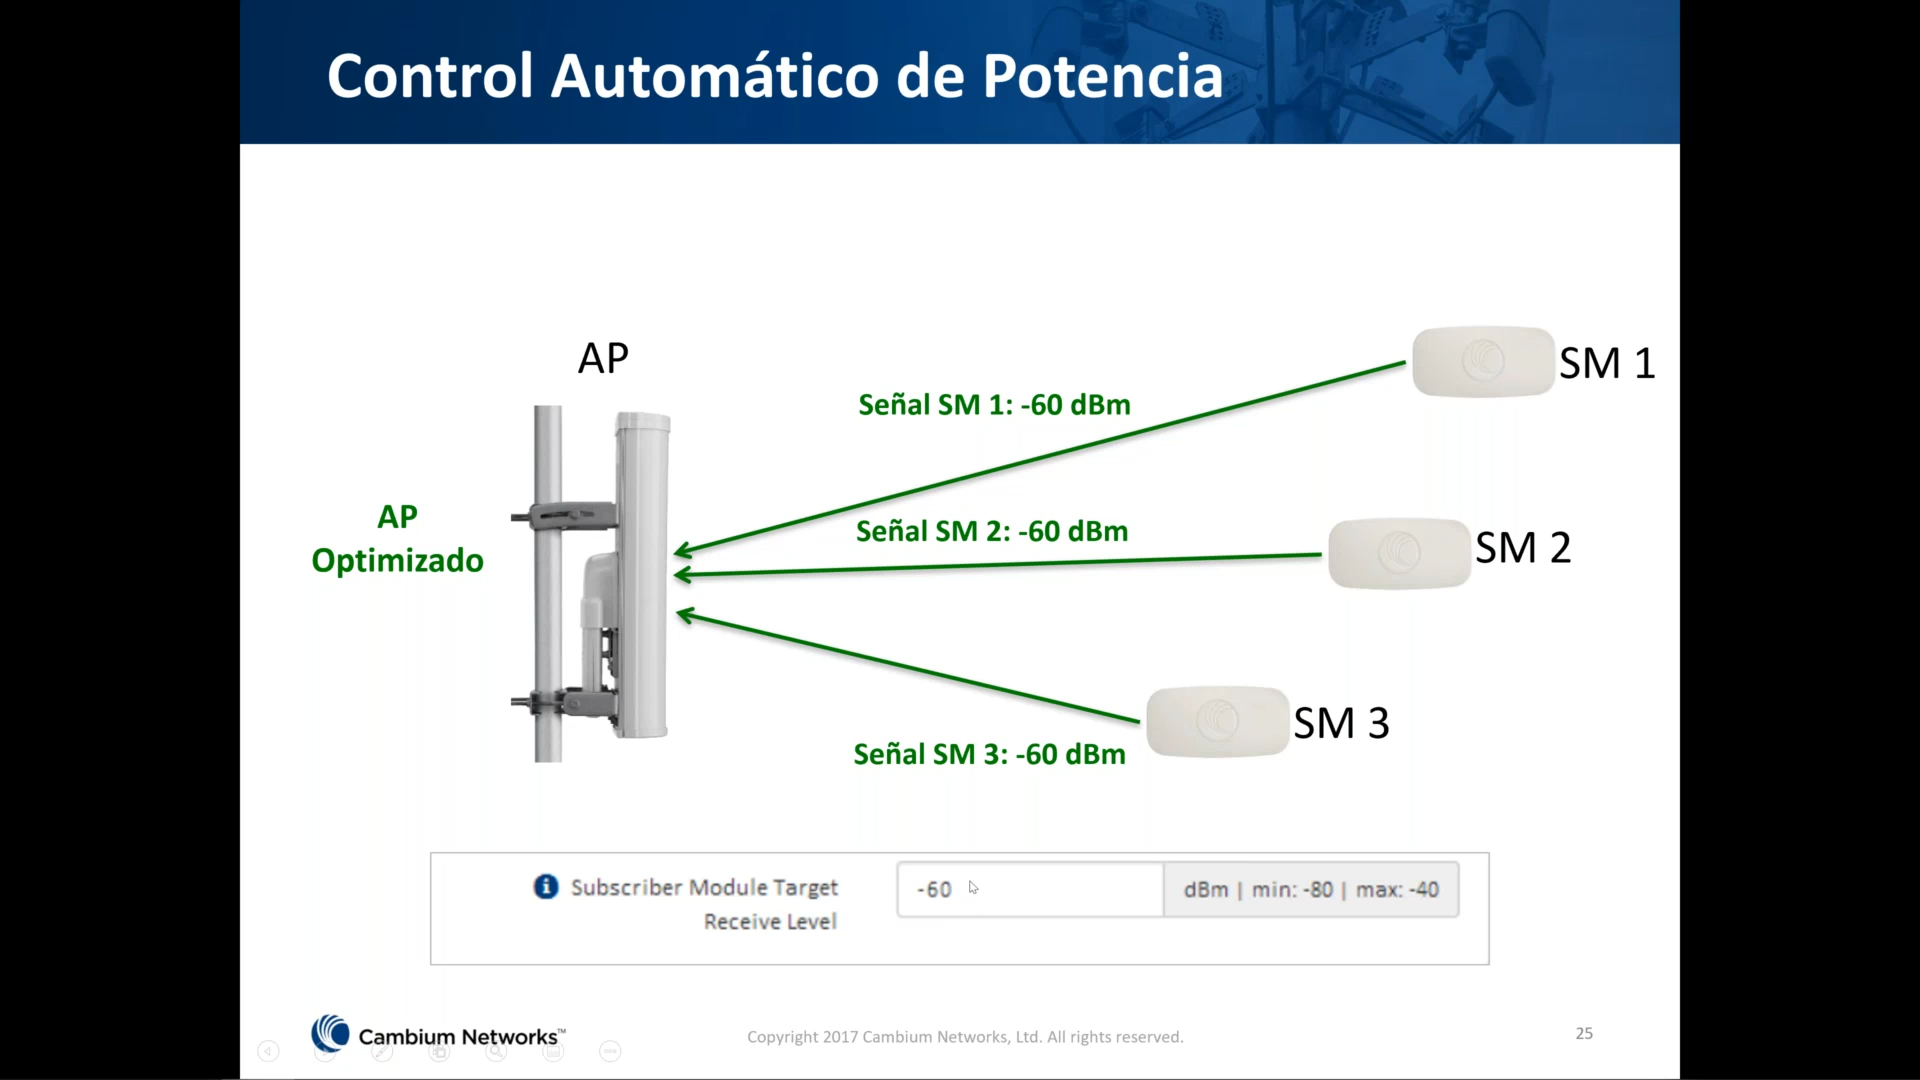 Control Automático de Potencia
AP
SM 1
Señal SM 1: -60 dBm
AP
Optimizado
Señal SM 2: -60 dBm
SM 2
SM 3
Señal SM 3: -60 dBm
Subscriber Module Target
Receive Level
-60
dBm | min: -80 | max: -40
Cambium Networks™
Copyright 2017 Cambium Networks, Ltd. All rights reserved.
25